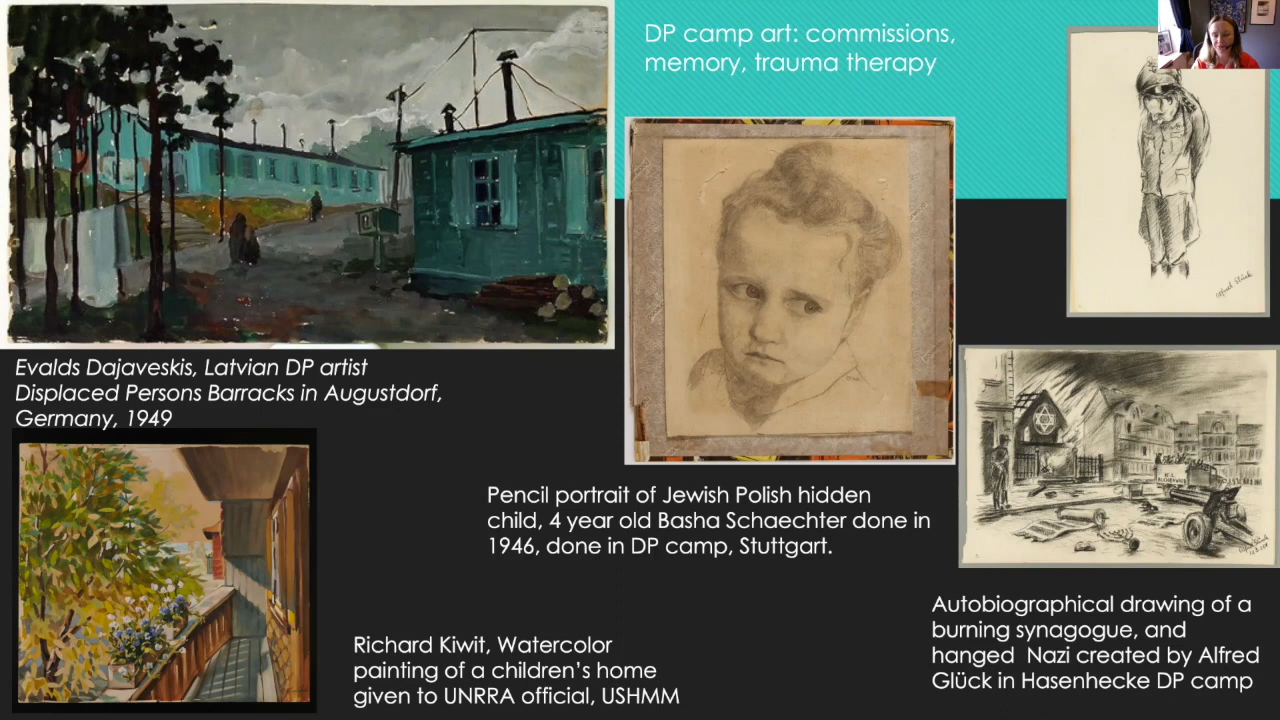 DP camp art: commissions,
memory, trauma therapy
Evalds Dajaveskis, Latvian DP artist
Displaced Persons Barracks in Augustdorf,
Germany, 1949
Pencil portrait of Jewish Polish hidden
child, 4 year old Basha Schaechter done in
1946, done in DP camp, Stuttgart.
Richard Kiwit, Watercolor
painting of a children’s home
given to UNRRA official, USHMM
Autobiographical drawing of a
burning synagogue, and
hanged  Nazi created by Alfred
Glück in Hasenhecke DP camp